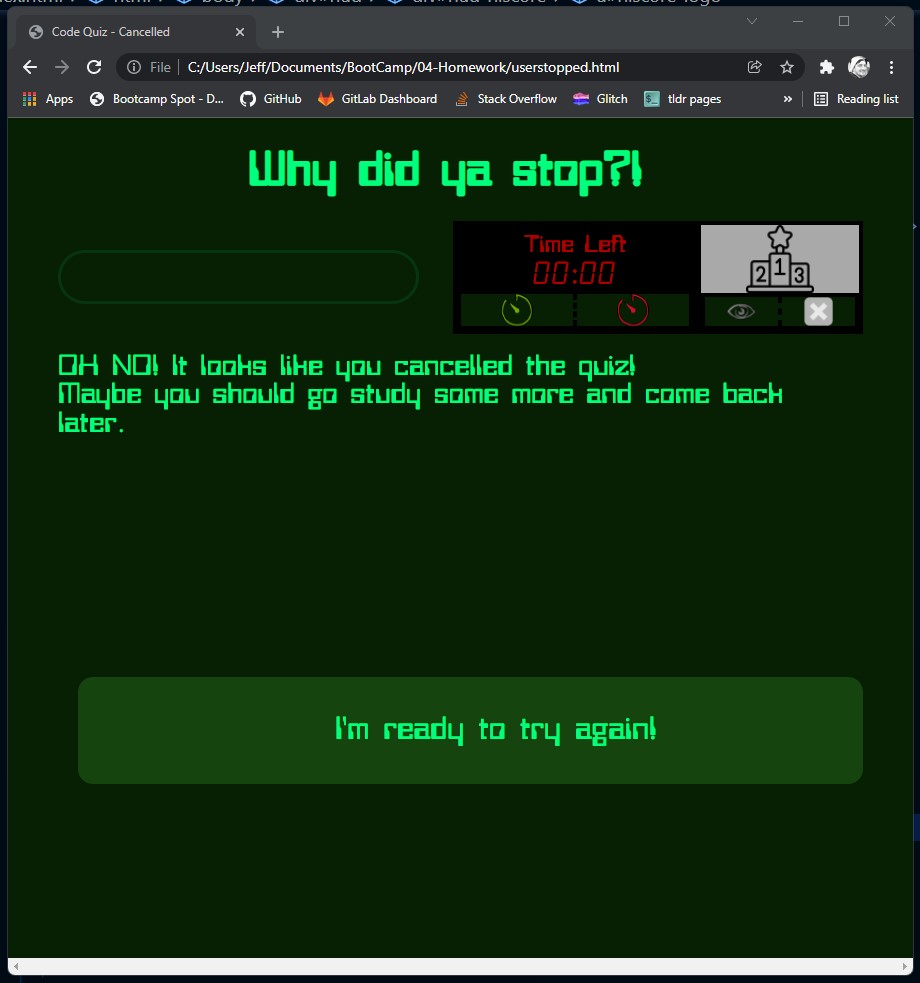 Code Quiz - Cancelled
File C:/Users/Jeff/Documents/BootCamp/04-Homework/userstopped.html
Apps Bootcamp Spot - D... GitHub GitLab Dashboard Stack Overflow Glitch tldr pages » Reading list
Why did ya stop?!
Time Left
00:00
2 1 3
OH NO! It looks like you cancelled the quiz!
Maybe you should go study some more and come back
later.
I'm ready to try again!